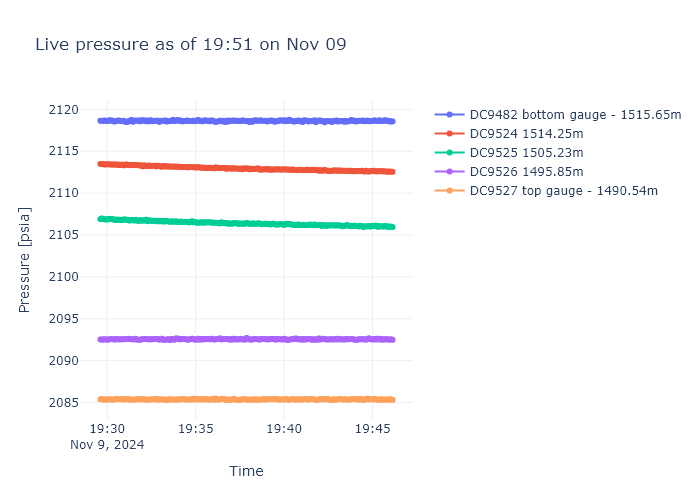 Live pressure as of 19:51 on Nov 09
2120
2115
2110
2105
2100
2095
2090
2085
Pressure [psia]
19:30
19:35
19:40
19:45
Nov 9, 2024
Time
DC9482 bottom gauge - 1515.65m
DC9524 1514.25m
DC9525 1505.23m
DC9526 1495.85m
DC9527 top gauge - 1490.54m